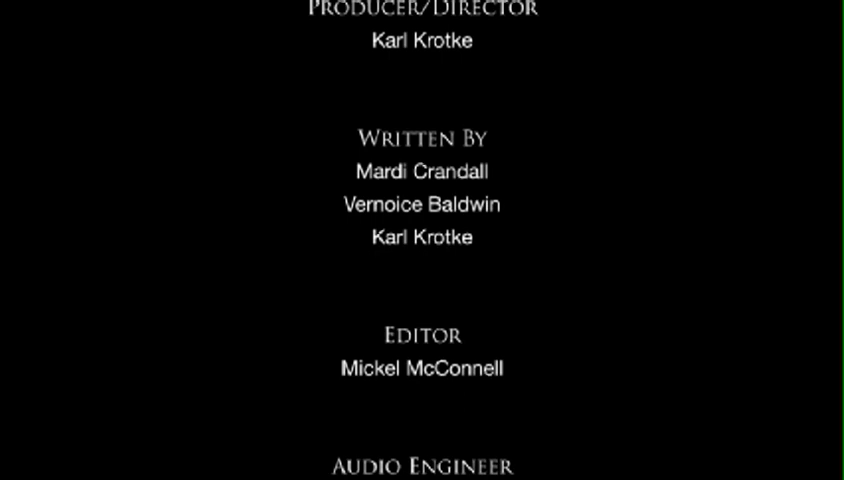 PRODUCER/DIRECTOR
Karl Krotke
WRITTEN BY
Mardi Crandall
Vernoice Baldwin
Karl Krotke
EDITOR
Mickel McConnell
AUDIO ENGINEER